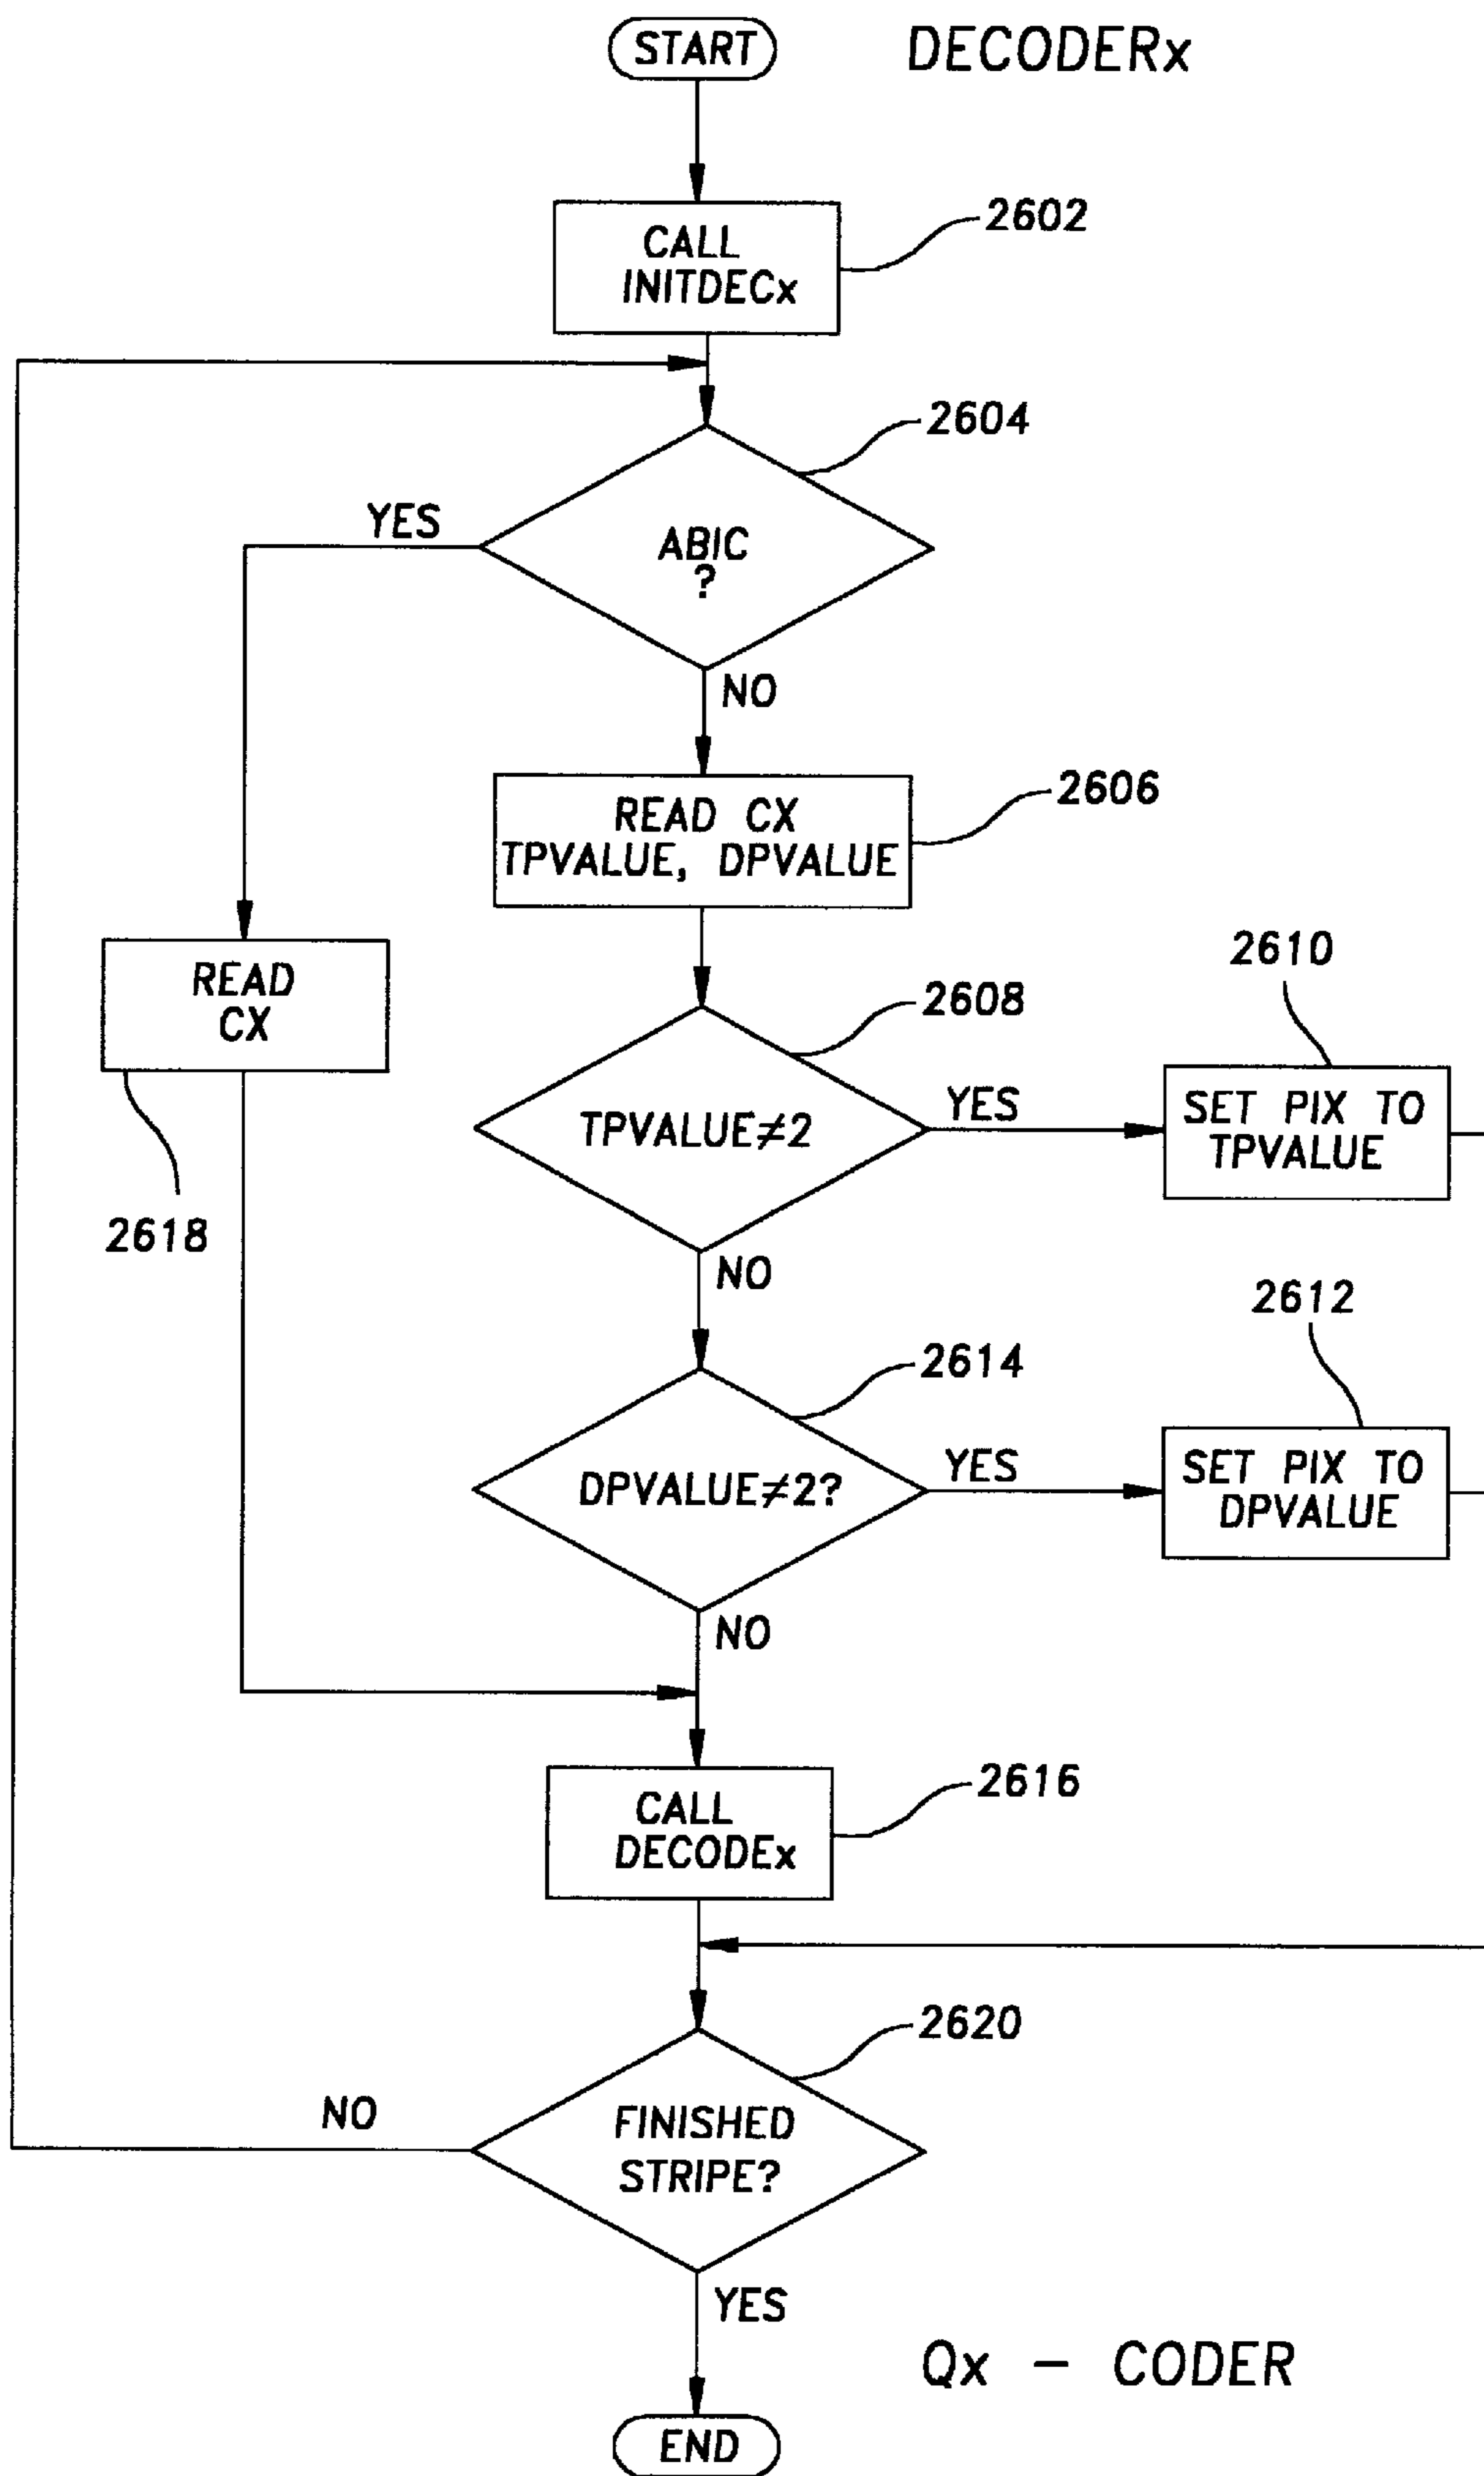 START
DECODERx
CALL
INITDECx
2602
2604
YES
ABIC
?
NO
READ CX
TPVALUE, DPVALUE
2606
READ
CX
2618
2608
TPVALUE≠2
YES
2610
SET PIX TO
TPVALUE
NO
2614
DPVALUE≠2?
YES
2612
SET PIX TO
DPVALUE
NO
CALL
DECODEx
2616
2620
FINISHED
STRIPE?
NO
YES
Qx - CODER
END